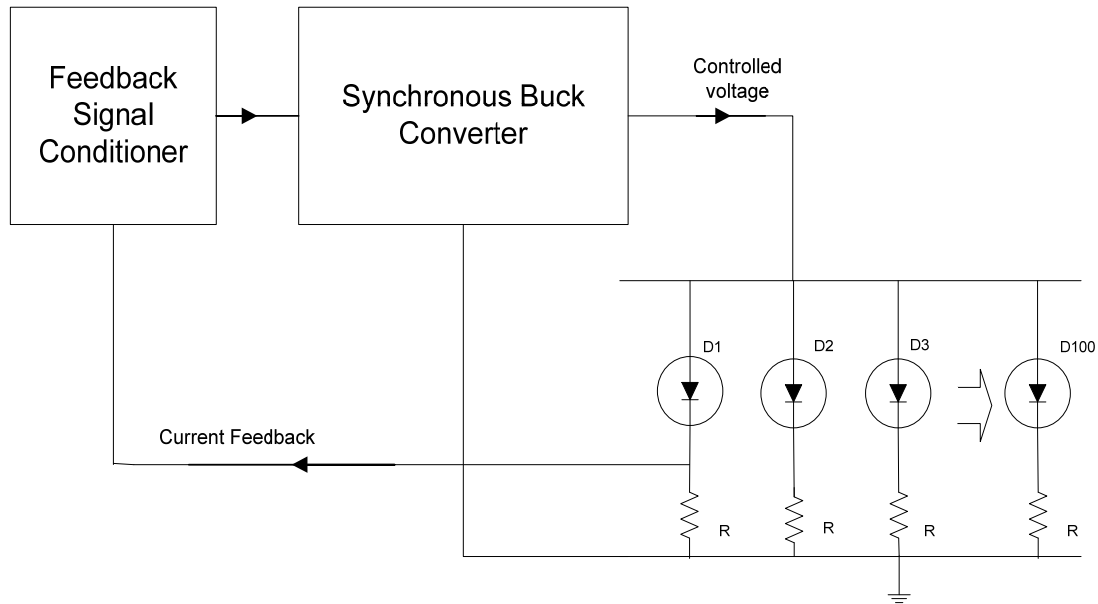 Feedback
Signal
Conditioner
Synchronous Buck
Converter
Controlled
voltage
D1
D2
D3
D100
Current Feedback
R
R
R
R